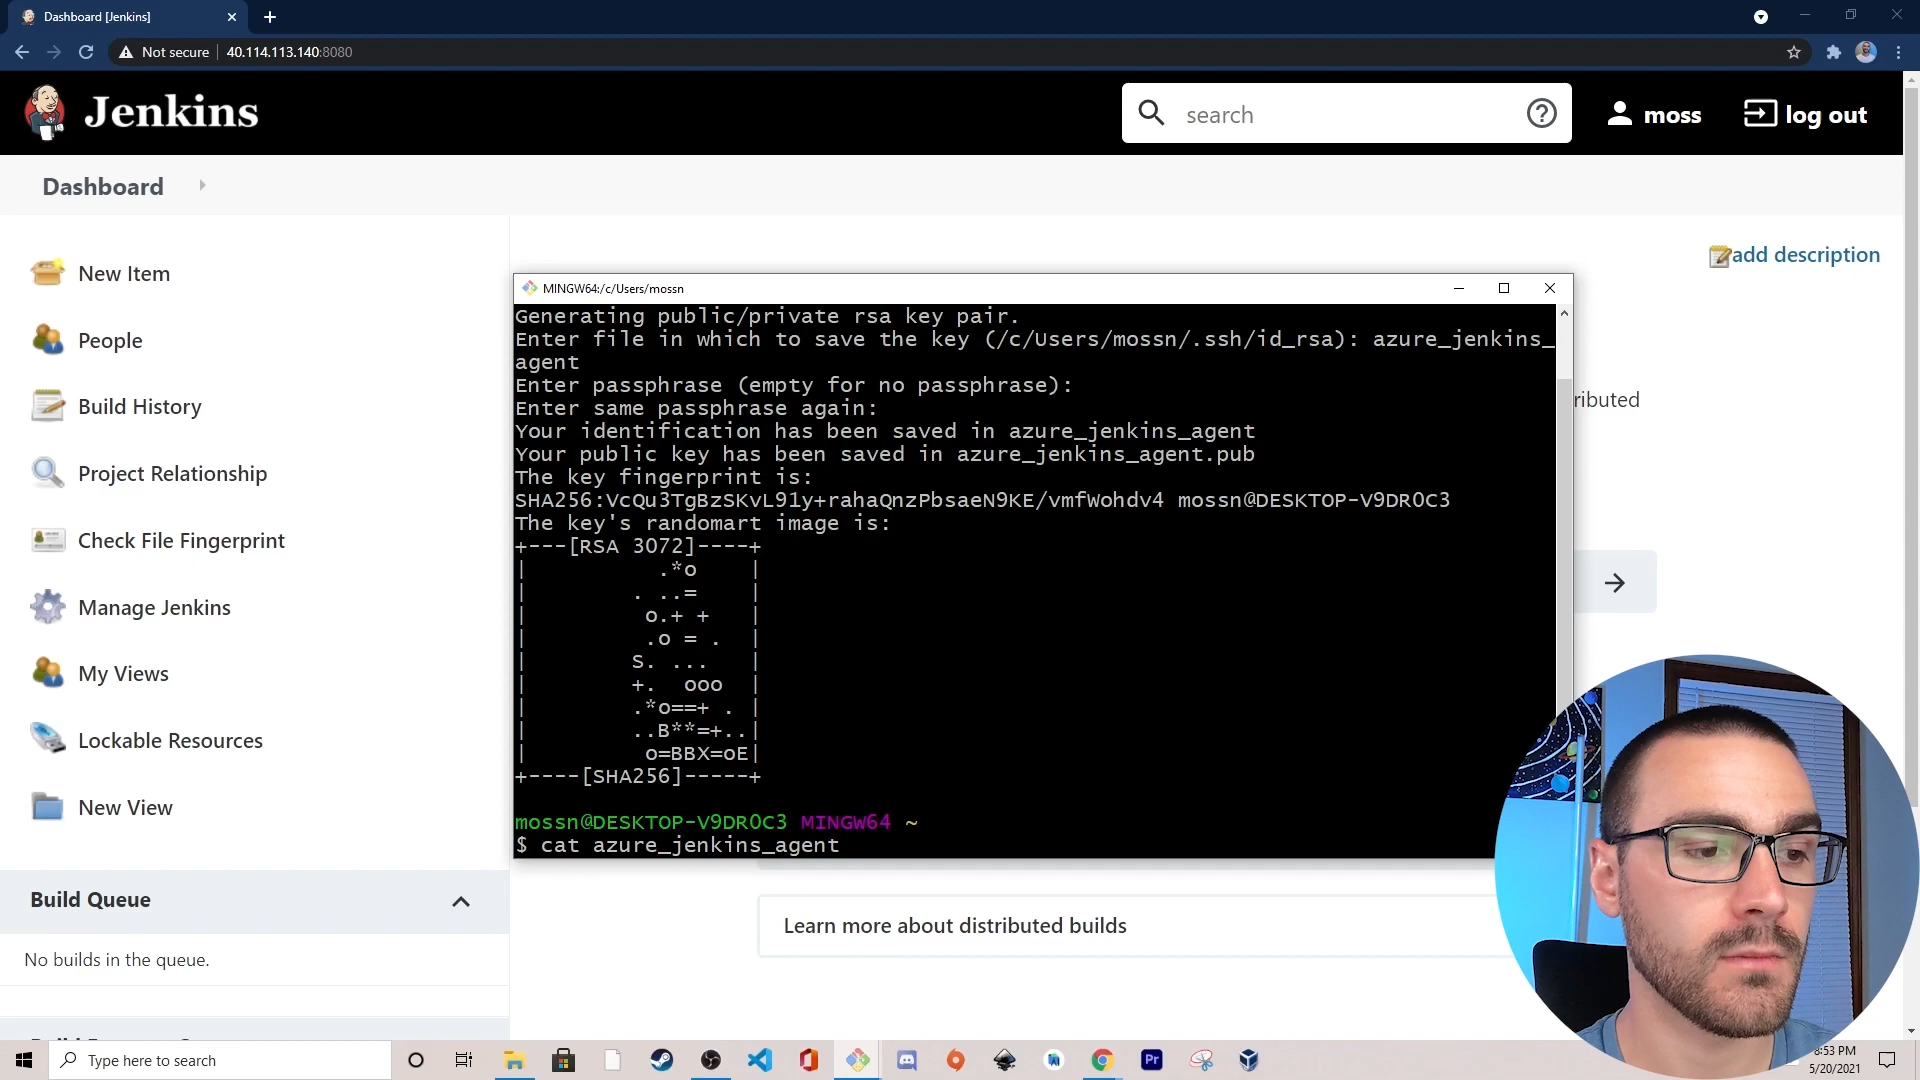 Dashboard [Jenkins]
Not secure
40.114.113.140:8080
Jenkins
search
moss
log out
Dashboard
add description
New Item
People
Build History
Project Relationship
Check File Fingerprint
Manage Jenkins
My Views
Lockable Resources
New View
Build Queue
No builds in the queue.
MINGW64:/c/Users/mossn
Generating public/private rsa key pair.
Enter file in which to save the key (/c/Users/mossn/.ssh/id_rsa): azure_jenkins_
agent
Enter passphrase (empty for no passphrase):
Enter same passphrase again:
Your identification has been saved in azure_jenkins_agent
Your public key has been saved in azure_jenkins_agent.pub
The key fingerprint is:
SHA256:VcQu3TgBzSKvL91y+rahaQnzPbsaeN9KE/vmfWohdv4 mossn@DESKTOP-V9DR0C3
The key's randomart image is:
+---[RSA 3072]----+
|          .*o    |
|        . ..=    |
|         o.+ +   |
|         .o = .  |
|        S. ...   |
|        +.  ooo  |
|        .*o==+ . |
|        ..B**=+..|
|         o=BBX=oE|
+----[SHA256]-----+
mossn@DESKTOP-V9DR0C3 MINGW64 ~
$ cat azure_jenkins_agent
ributed
Learn more about distributed builds
Type here to search
Pr
8:53 PM
5/20/2021